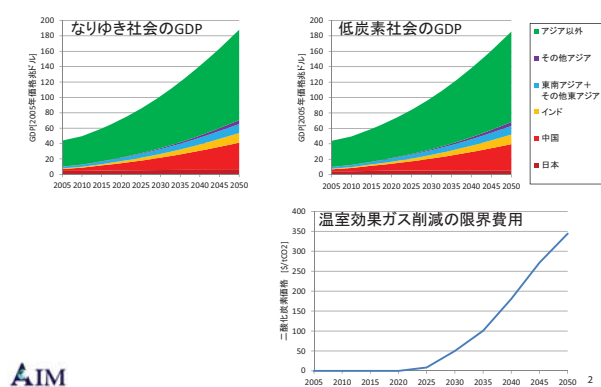 なりゆき社会のGDP
GDP[2005年価格兆ドル]
200
180
160
140
120
100
80
60
40
20
0
2005 2010 2015 2020 2025 2030 2035 2040 2045 2050
低炭素社会のGDP
GDP[2005年価格兆ドル]
200
180
160
140
120
100
80
60
40
20
0
2005 2010 2015 2020 2025 2030 2035 2040 2045 2050
アジア以外
その他アジア
東南アジア＋
その他東アジア
インド
中国
日本
温室効果ガス削減の限界費用
二酸化炭素価格 [$/tCO2]
400
350
300
250
200
150
100
50
0
2005 2010 2015 2020 2025 2030 2035 2040 2045 2050
AIM
2